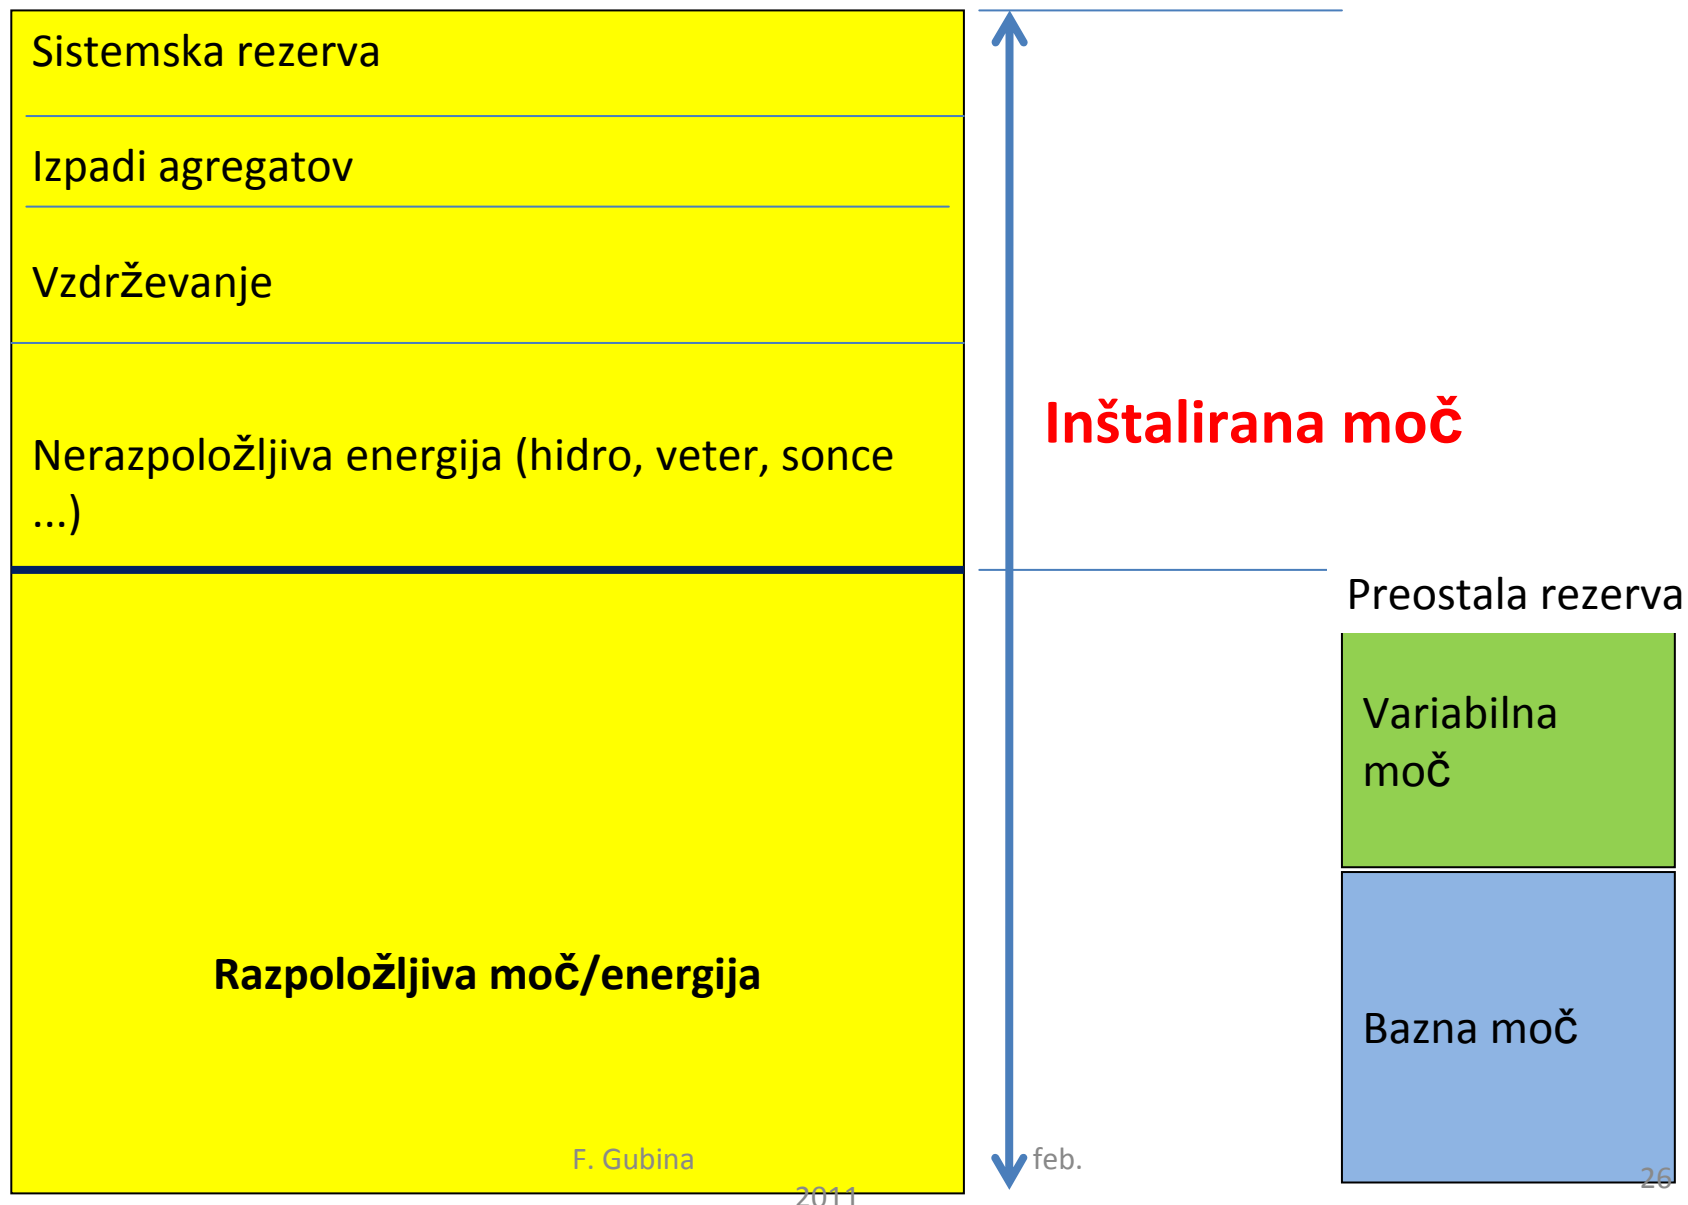 Sistemska rezerva
Izpadi agregatov
Vzdrževanje
Nerazpoložljiva energija (hidro, veter, sonce
...)
Razpoložljiva moč/energija
Inštalirana moč
Preostala rezerva
Variabilna
moč
Bazna moč
F. Gubina
feb.
2011
26